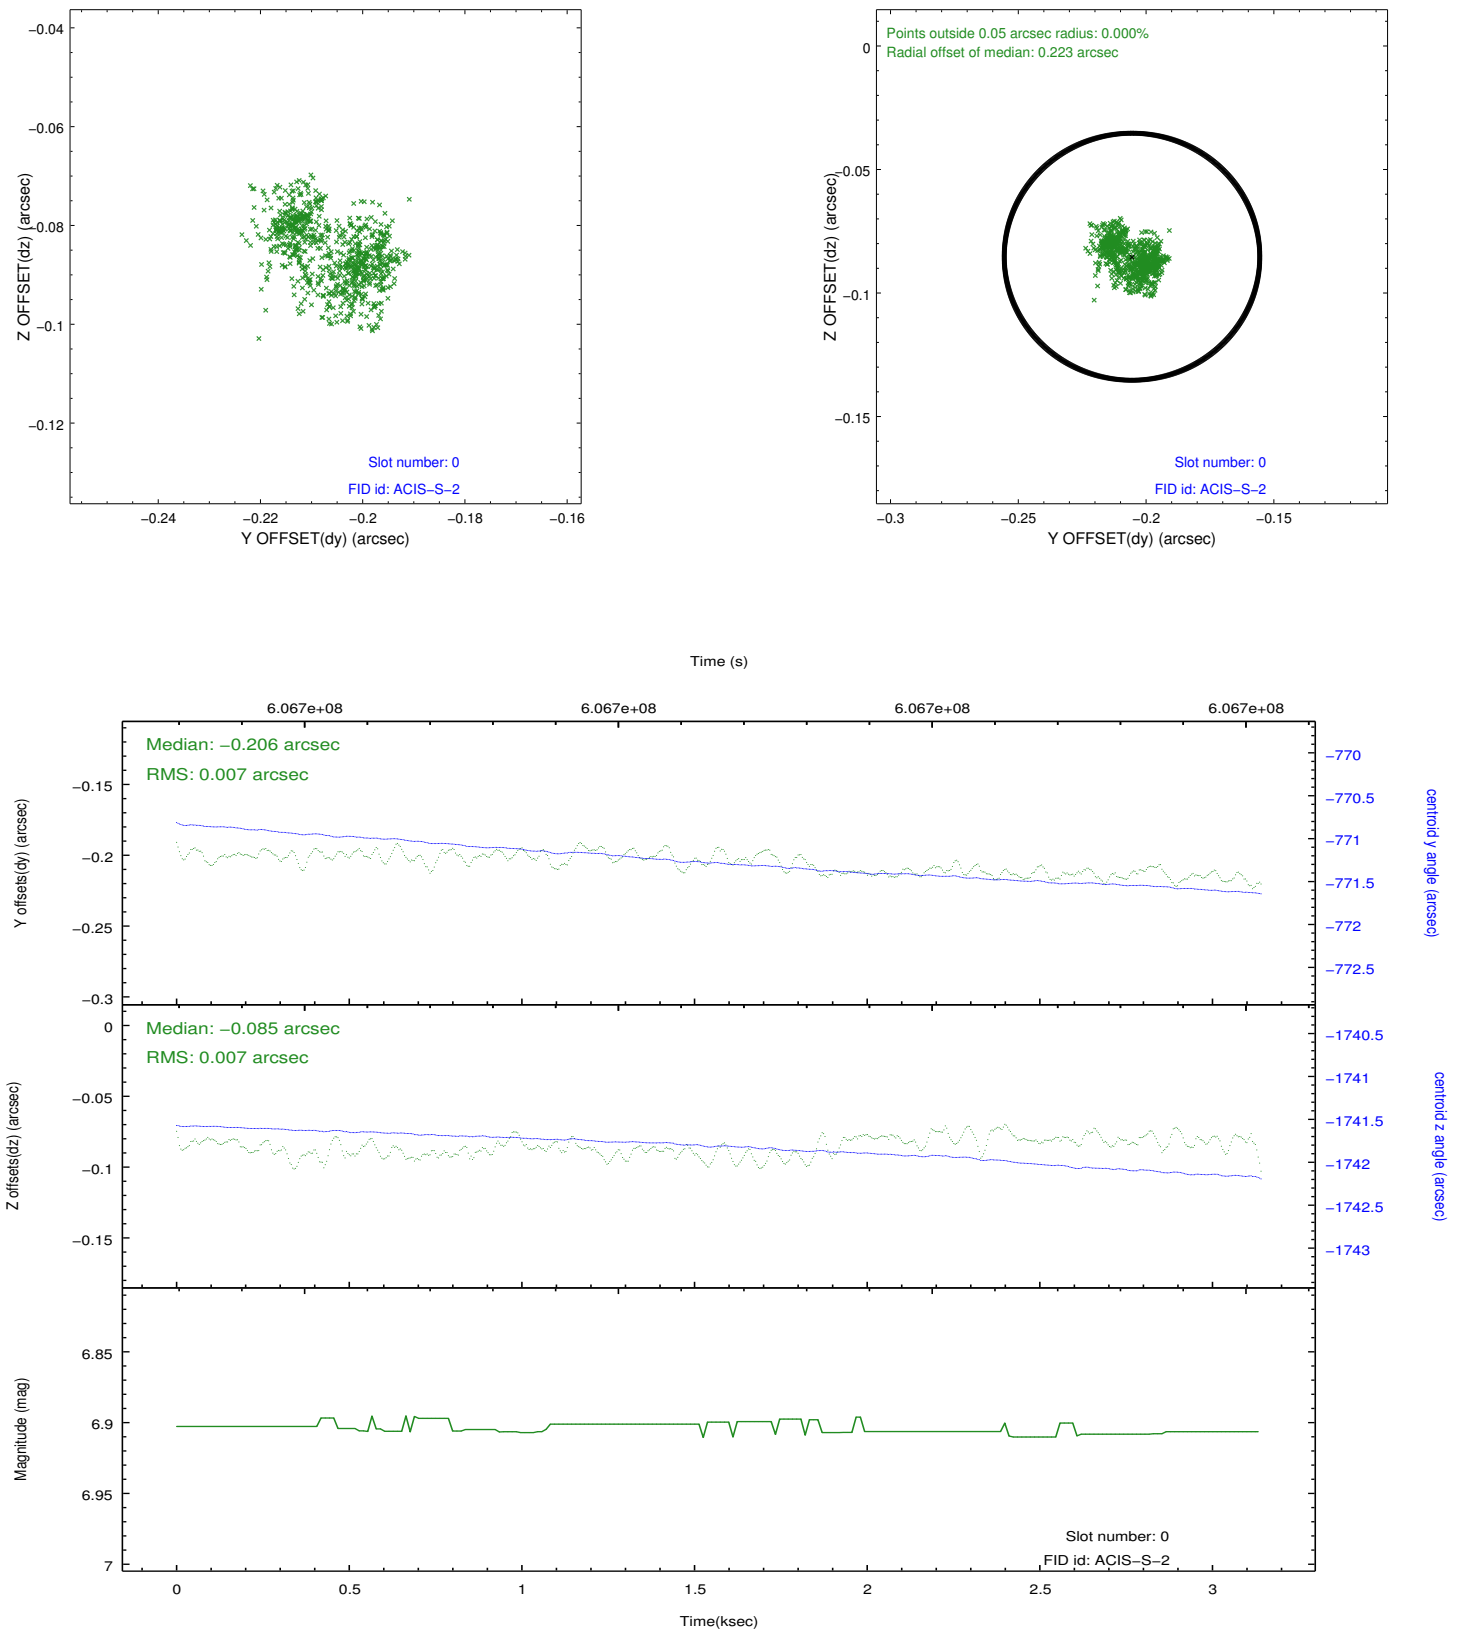 −0.04
−0.06
−0.08
−0.1
−0.12
Z OFFSET(dz) (arcsec)
Slot number: 0
FID id: ACIS−S−2
−0.24
−0.22
−0.2
−0.18
−0.16
Y OFFSET(dy) (arcsec)
Points outside 0.05 arcsec radius: 0.000%
Radial offset of median: 0.223 arcsec
0
−0.05
−0.1
−0.15
Z OFFSET(dz) (arcsec)
Slot number: 0
FID id: ACIS−S−2
−0.3
−0.25
−0.2
−0.15
Y OFFSET(dy) (arcsec)
Time (s)
6.067e+08
6.067e+08
6.067e+08
6.067e+08
Median: −0.206 arcsec
RMS: 0.007 arcsec
−0.15
−0.2
−0.25
−0.3
Y offsets(dy) (arcsec)
−770
−770.5
−771
−771.5
−772
−772.5
centroid y angle (arcsec)
Median: −0.085 arcsec
RMS: 0.007 arcsec
0
−0.05
−0.1
−0.15
Z offsets(dz) (arcsec)
−1740.5
−1741
−1741.5
−1742
−1742.5
−1743
centroid z angle (arcsec)
6.85
6.9
6.95
7
Magnitude (mag)
Slot number: 0
FID id: ACIS−S−2
0
0.5
1
1.5
2
2.5
3
Time(ksec)